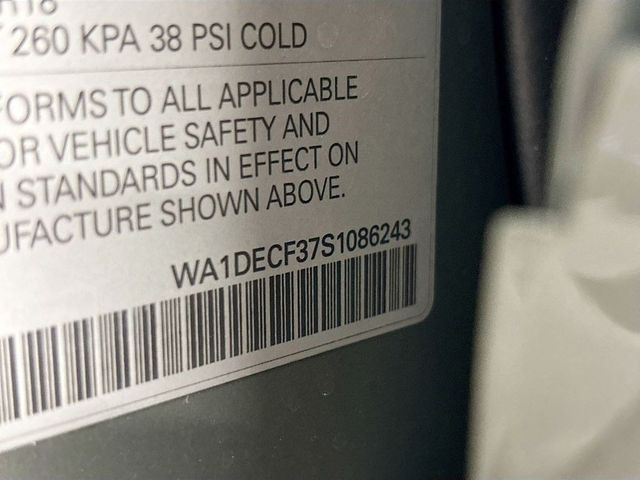 R18
260 KPA 38 PSI COLD
FORMS TO ALL APPLICABLE
OR VEHICLE SAFETY AND
N STANDARDS IN EFFECT ON
UFACTURE SHOWN ABOVE.
WA1DECF37S1086243